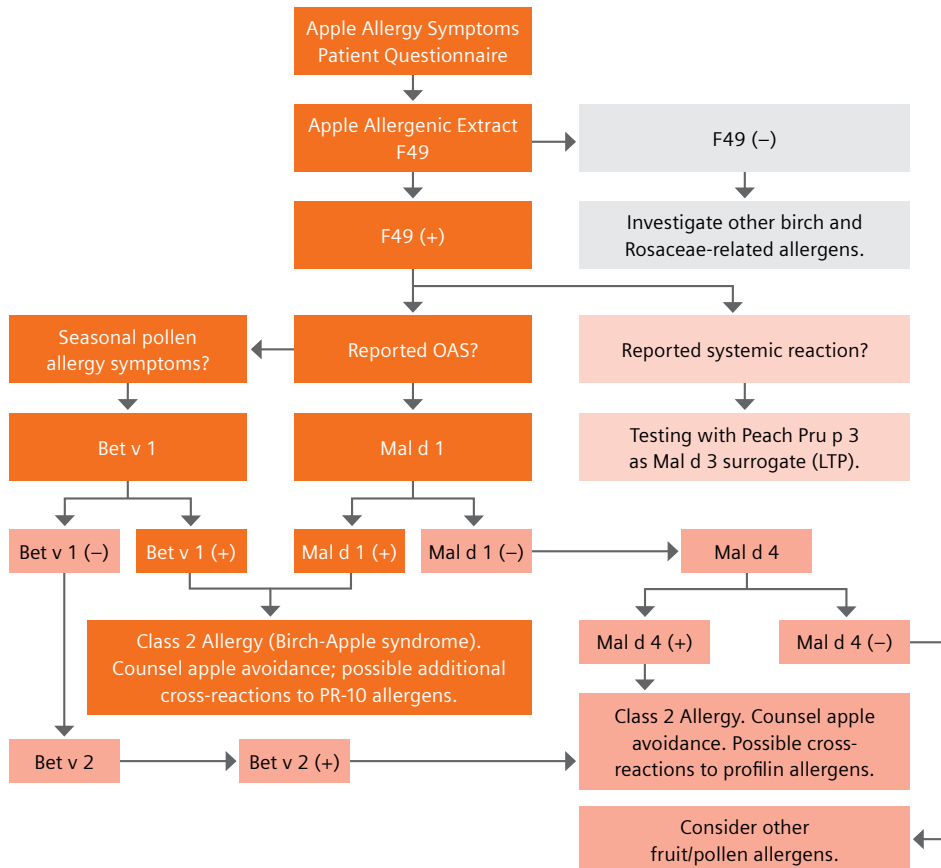 Apple Allergy Symptoms
Patient Questionnaire
Apple Allergenic Extract
F49
F49 (–)
F49 (+)
Investigate other birch and
Rosaceae-related allergens.
Seasonal pollen
allergy symptoms?
Reported OAS?
Reported systemic reaction?
Bet v 1
Mal d 1
Testing with Peach Pru p 3
as Mal d 3 surrogate (LTP).
Bet v 1 (–)
Bet v 1 (+)
Mal d 1 (+)
Mal d 1 (–)
Mal d 4
Class 2 Allergy (Birch-Apple syndrome).
Counsel apple avoidance; possible additional
cross-reactions to PR-10 allergens.
Mal d 4 (+)
Mal d 4 (–)
Bet v 2
Bet v 2 (+)
Class 2 Allergy. Counsel apple
avoidance. Possible cross-
reactions to profilin allergens.
Consider other
fruit/pollen allergens.